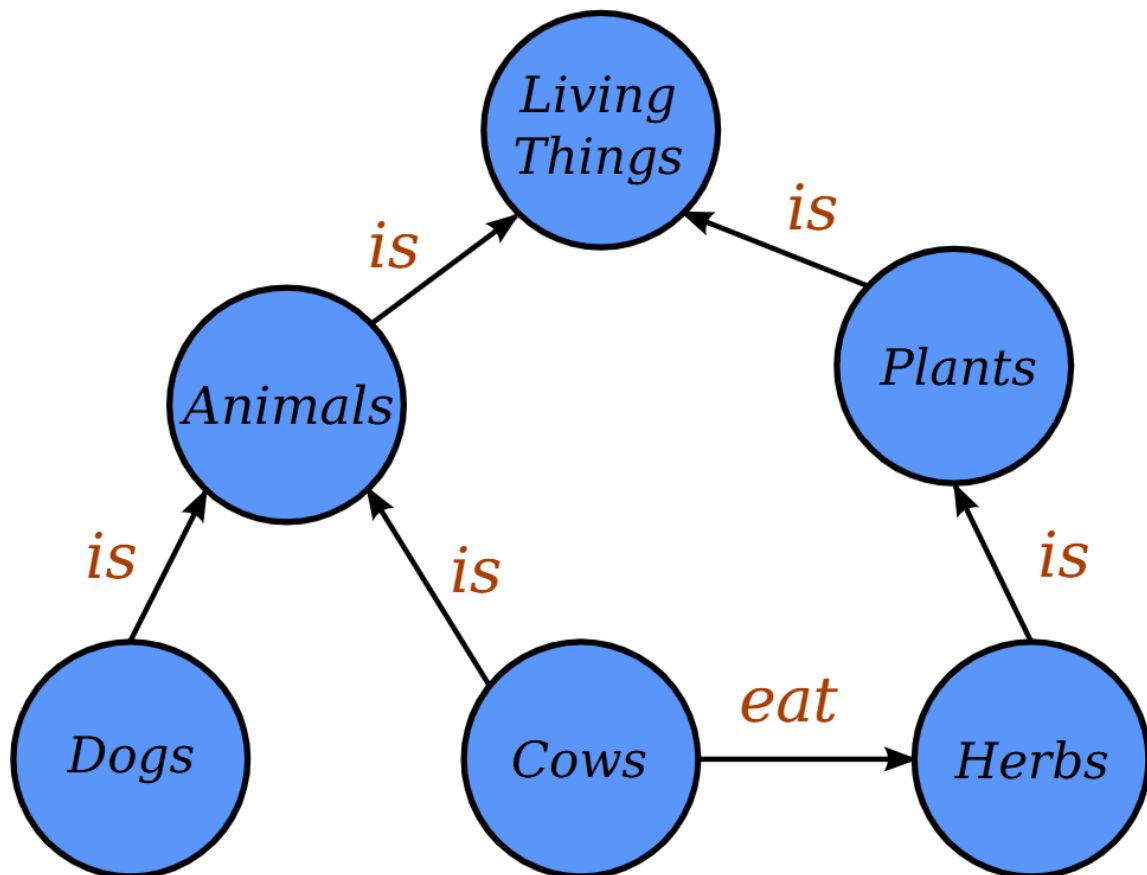 Living
Things
is
is
Plants
Animals
is
is
is
eat
Dogs
Cows
Herbs